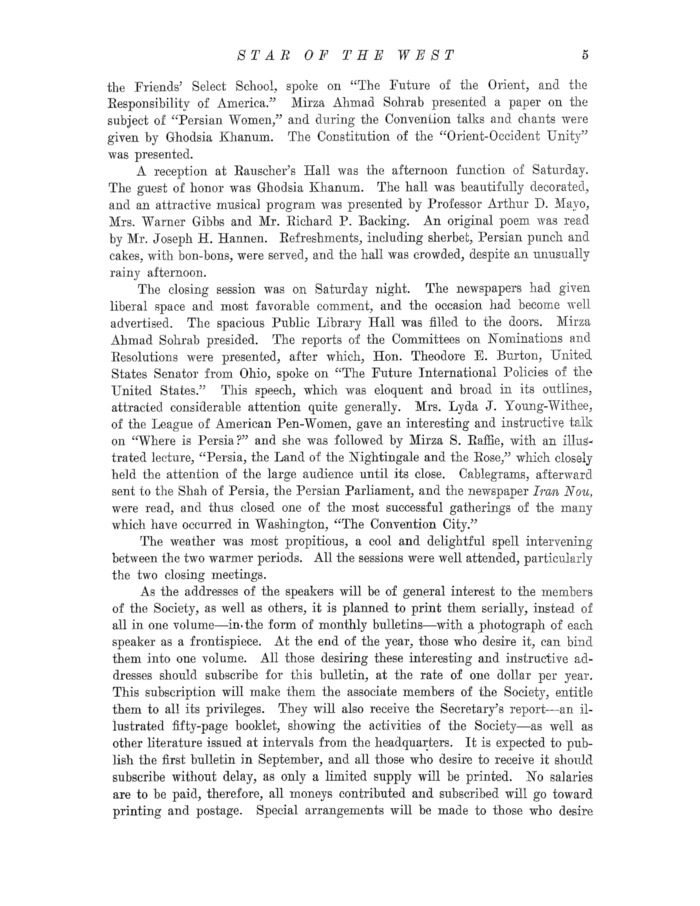 STAR OF THE WEST 5
the Friends' Select School, spoke on "The Future of the Orient, and the
Responsibility of America." Mirza Ahmad Sohrab presented a paper on the
subject of "Persian Women," and during the Convention talks and chants were
given by Ghodsia Khanum. The Constitution of the "Orient-Occident Unity"
was presented.
A reception at Rauscher's Hall was the afternoon function of Saturday.
The guest of honor was Ghodsia Khanum. The hall was beautifully decorated,
and an attractive musical program was presented by Professor Arthur D. Mayo,
Mrs. Warner Gibbs and Mr. Richard P. Backing. An original poem was read
by Mr. Joseph H. Hannen. Refreshments, including sherbet, Persian punch and
cakes, with bon-bons, were served, and the hall was crowded, despite an unusually
rainy afternoon.
The closing session was on Saturday night. The newspapers had given
liberal space and most favorable comment, and the occasion had become well
advertised. The spacious Public Library Hall was filled to the doors. Mirza
Ahmad Sohrab presided. The reports of the Committees on Nominations and
Resolutions were presented, after which, Hon. Theodore E. Burton, United
States Senator from Ohio, spoke on "The Future International Policies of the
United States." This speech, which was eloquent and broad in its outlines,
attracted considerable attention quite generally. Mrs. Lyda J. Young-Withee,
of the League of American Pen-Women, gave an interesting and instructive talk
on "Where is Persia?" and she was followed by Mirza S. Raffie, with an illus-
trated lecture, "Persia, the Land of the Nightingale and the Rose," which closely
held the attention of the large audience until its close. Cablegrams, afterward
sent to the Shah of Persia, the Persian Parliament, and the newspaper Iran Nou,
were read, and thus closed one of the most successful gatherings of the many
which have occurred in Washington, "The Convention City."
The weather was most propitious, a cool and delightful spell intervening
between the two warmer periods. All the sessions were well attended, particularly
the two closing meetings.
As the addresses of the speakers will be of general interest to the members
of the Society, as well as others, it is planned to print them serially, instead of
all in one volume—in the form of monthly bulletins—with a photograph of each
speaker as a frontispiece. At the end of the year, those who desire it, can bind
them into one volume. All those desiring these interesting and instructive ad-
dresses should subscribe for this bulletin, at the rate of one dollar per year.
This subscription will make them the associate members of the Society, entitle
them to all its privileges. They will also receive the Secretary's report—an il-
lustrated fifty-page booklet, showing the activities of the Society—as well as
other literature issued at intervals from the headquarters. It is expected to pub-
lish the first bulletin in September, and all those who desire to receive it should
subscribe without delay, as only a limited supply will be printed. No salaries
are to be paid, therefore, all moneys contributed and subscribed will go toward
printing and postage. Special arrangements will be made to those who desire